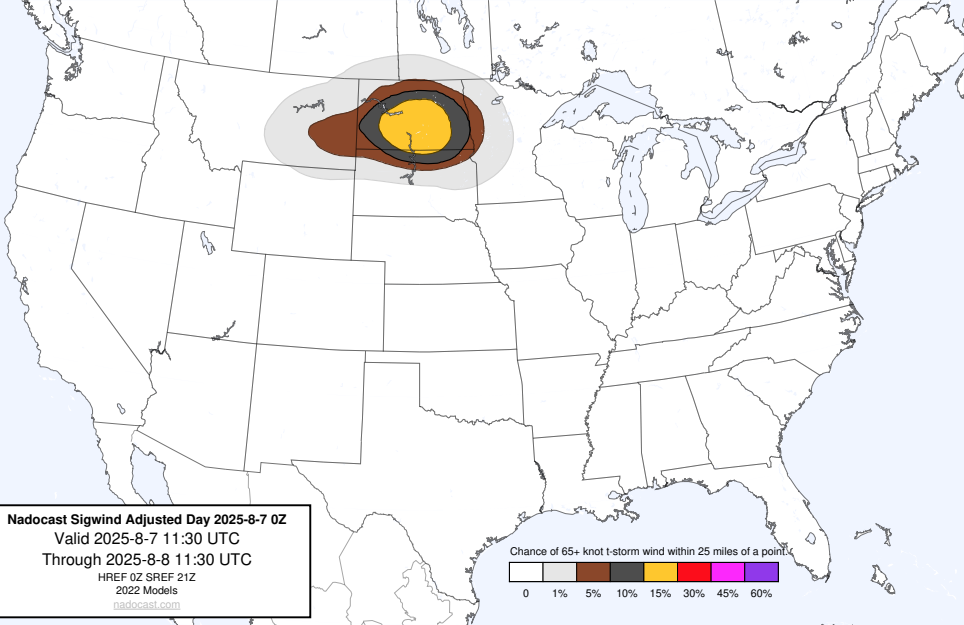 Nadocast Sigwind Adjusted Day 2025-8-7 0Z
Valid 2025-8-7 11:30 UTC
Through 2025-8-8 11:30 UTC
HREF 0Z SREF 21Z
2022 Models
nadocast.com
Chance of 65+ knot t-storm wind within 25 miles of a point.
0 1% 5% 10% 15% 30% 45% 60%